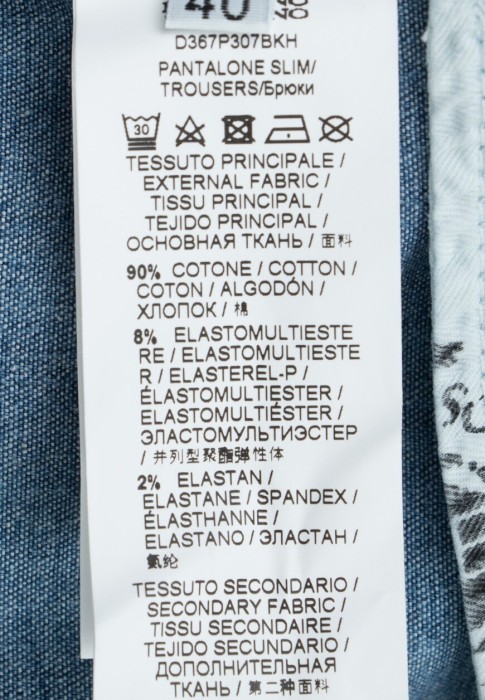 40
D367P307BKH
PANTALONE SLIM/
TROUSERS/Брюки
30
TESSUTO PRINCIPALE /
EXTERNAL FABRIC /
TISSU PRINCIPAL /
TEJIDO PRINCIPAL /
ОСНОВНАЯ ТКАНЬ / 面料
90% COTONE / COTTON /
COTON / ALGODÓN /
ХЛОПОК / 棉
8% ELASTOMULTIESTE
RE / ELASTOMULTIESTE
R / ELASTEREL-P /
ÉLASTOMULTIESTER /
ELASTOMULTIÉSTER /
ЭЛАСТОМУЛЬТИЭСТЕР
/ 并列型聚酯弹性体
2% ELASTAN /
ELASTANE / SPANDEX /
ÉLASTHANNE /
ELASTANO / ЭЛАСТАН /
氨纶
TESSUTO SECONDARIO /
SECONDARY FABRIC /
TISSU SECONDAIRE /
TEJIDO SECUNDARIO /
ДОПОЛНИТЕЛЬНАЯ
ТКАНЬ / 第二种面料